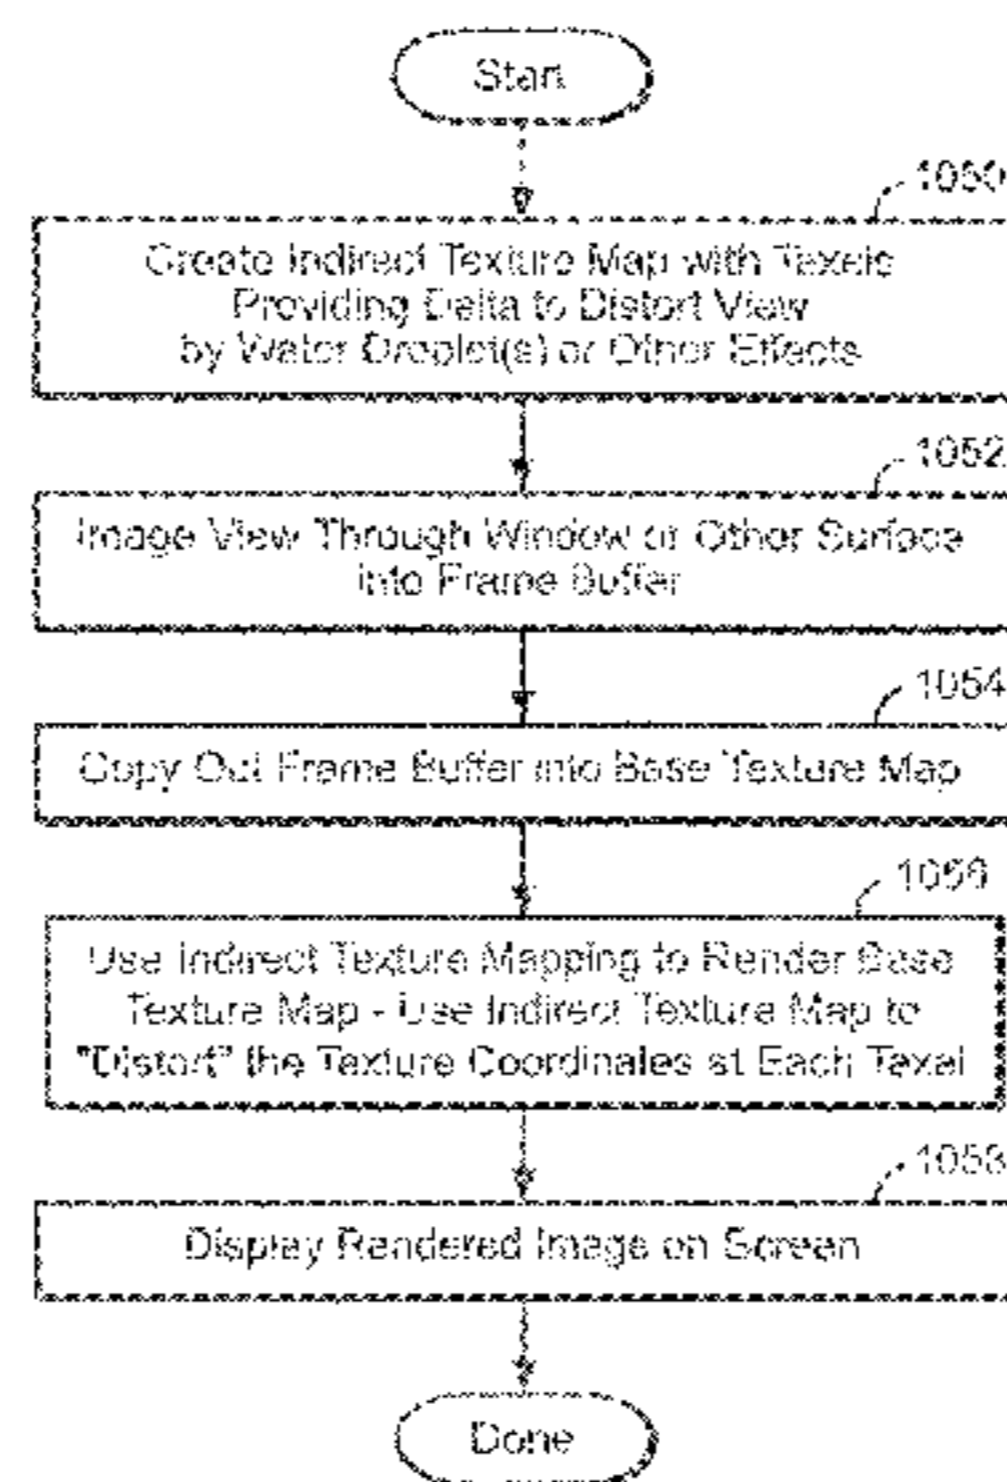 Start
1050
Create Indirect Texture Map with Texels
Providing Delta to Distort View
by Water Droplet(s) or Other Effects
1052
Image View Through Window or Other Surface
into Frame Buffer
1054
Copy Out Frame Buffer into Base Texture Map
1056
Use Indirect Texture Mapping to Render Base
Texture Map - Use Indirect Texture Map to
"Distort" the Texture Coordinates at Each Texel
1058
Display Rendered Image on Screen
Done